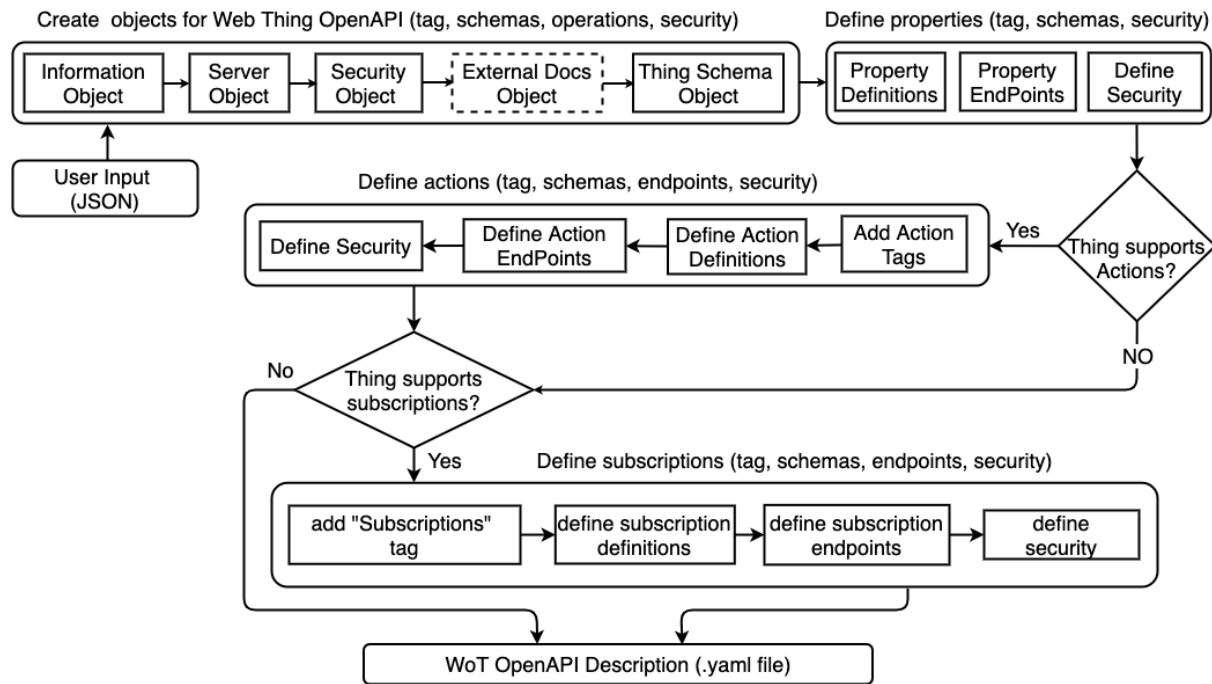 Create objects for Web Thing OpenAPI (tag, schemas, operations, security)
Define properties (tag, schemas, security)
Information
Object
Server
Object
Security
Object
External Docs
Object
Thing Schema
Object
Property
Definitions
Property
EndPoints
Define
Security
User Input
(JSON)
Define actions (tag, schemas, endpoints, security)
Define Security
Define Action
EndPoints
Define Action
Definitions
Add Action
Tags
Yes
Thing supports
Actions?
NO
No
Thing supports
subscriptions?
Yes
Define subscriptions (tag, schemas, endpoints, security)
add "Subscriptions"
tag
define subscription
definitions
define subscription
endpoints
define
security
WoT OpenAPI Description (.yaml file)